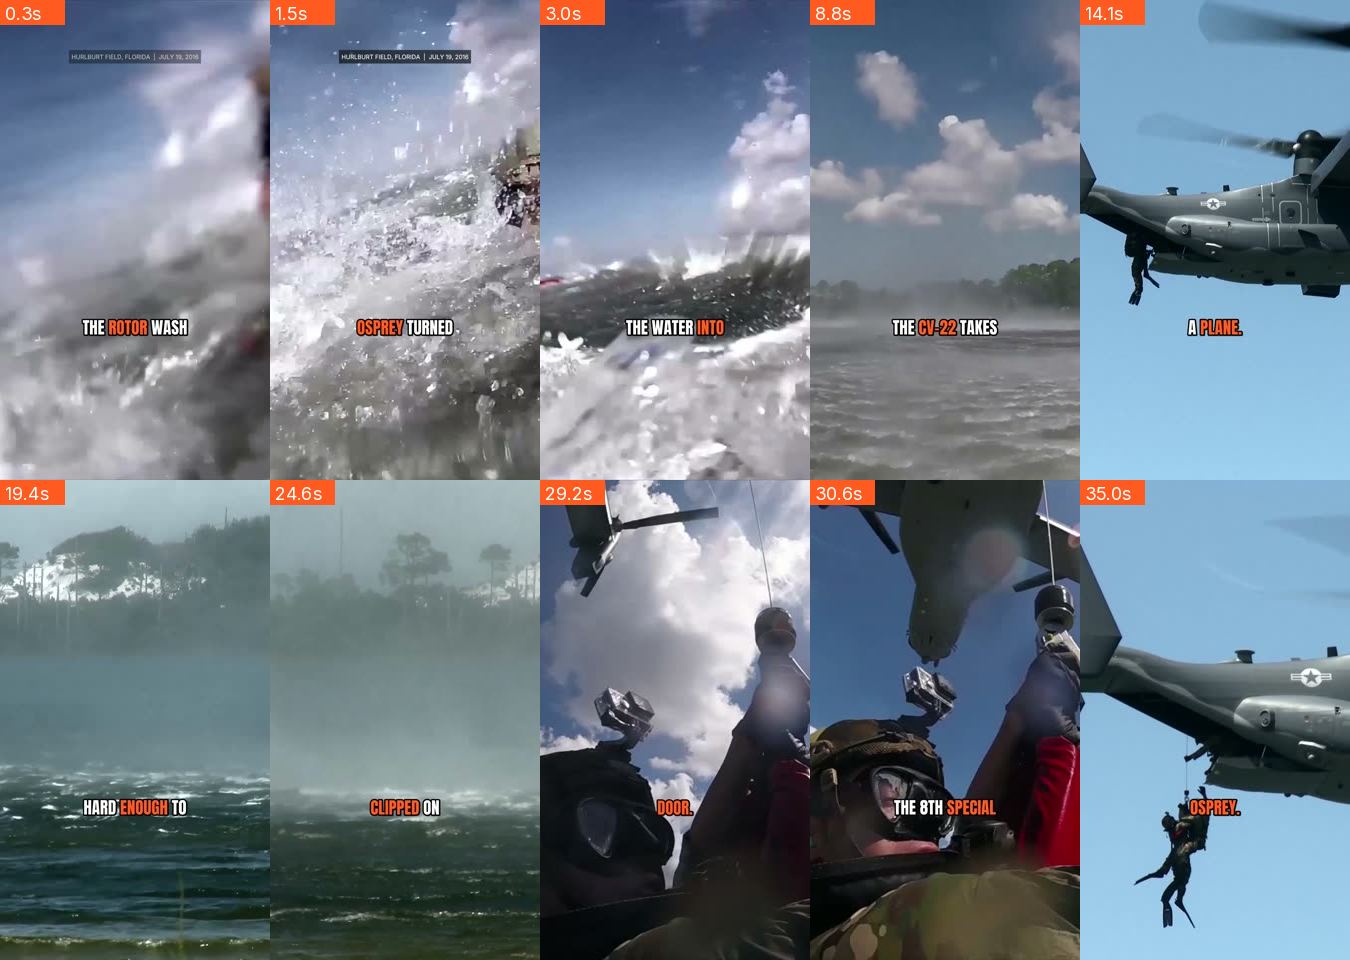 0.3s
HURLBURT FIELD, FLORIDA | JULY 19, 2016
THE ROTOR WASH
1.5s
HURLBURT FIELD, FLORIDA | JULY 19, 2016
OSPREY TURNED
3.0s
THE WATER INTO
8.8s
THE CV-22 TAKES
14.1s
A PLANE.
19.4s
HARD ENOUGH TO
24.6s
CLIPPED ON
29.2s
DOOR.
30.6s
THE 8TH SPECIAL
35.0s
OSPREY.